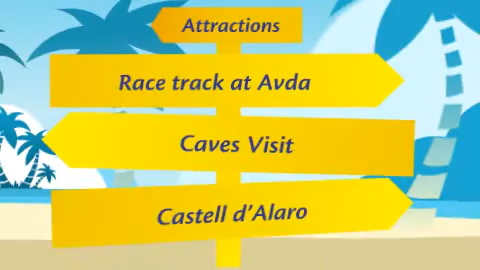 Attractions
Race track at Avda
Caves Visit
Castell d'Alaro